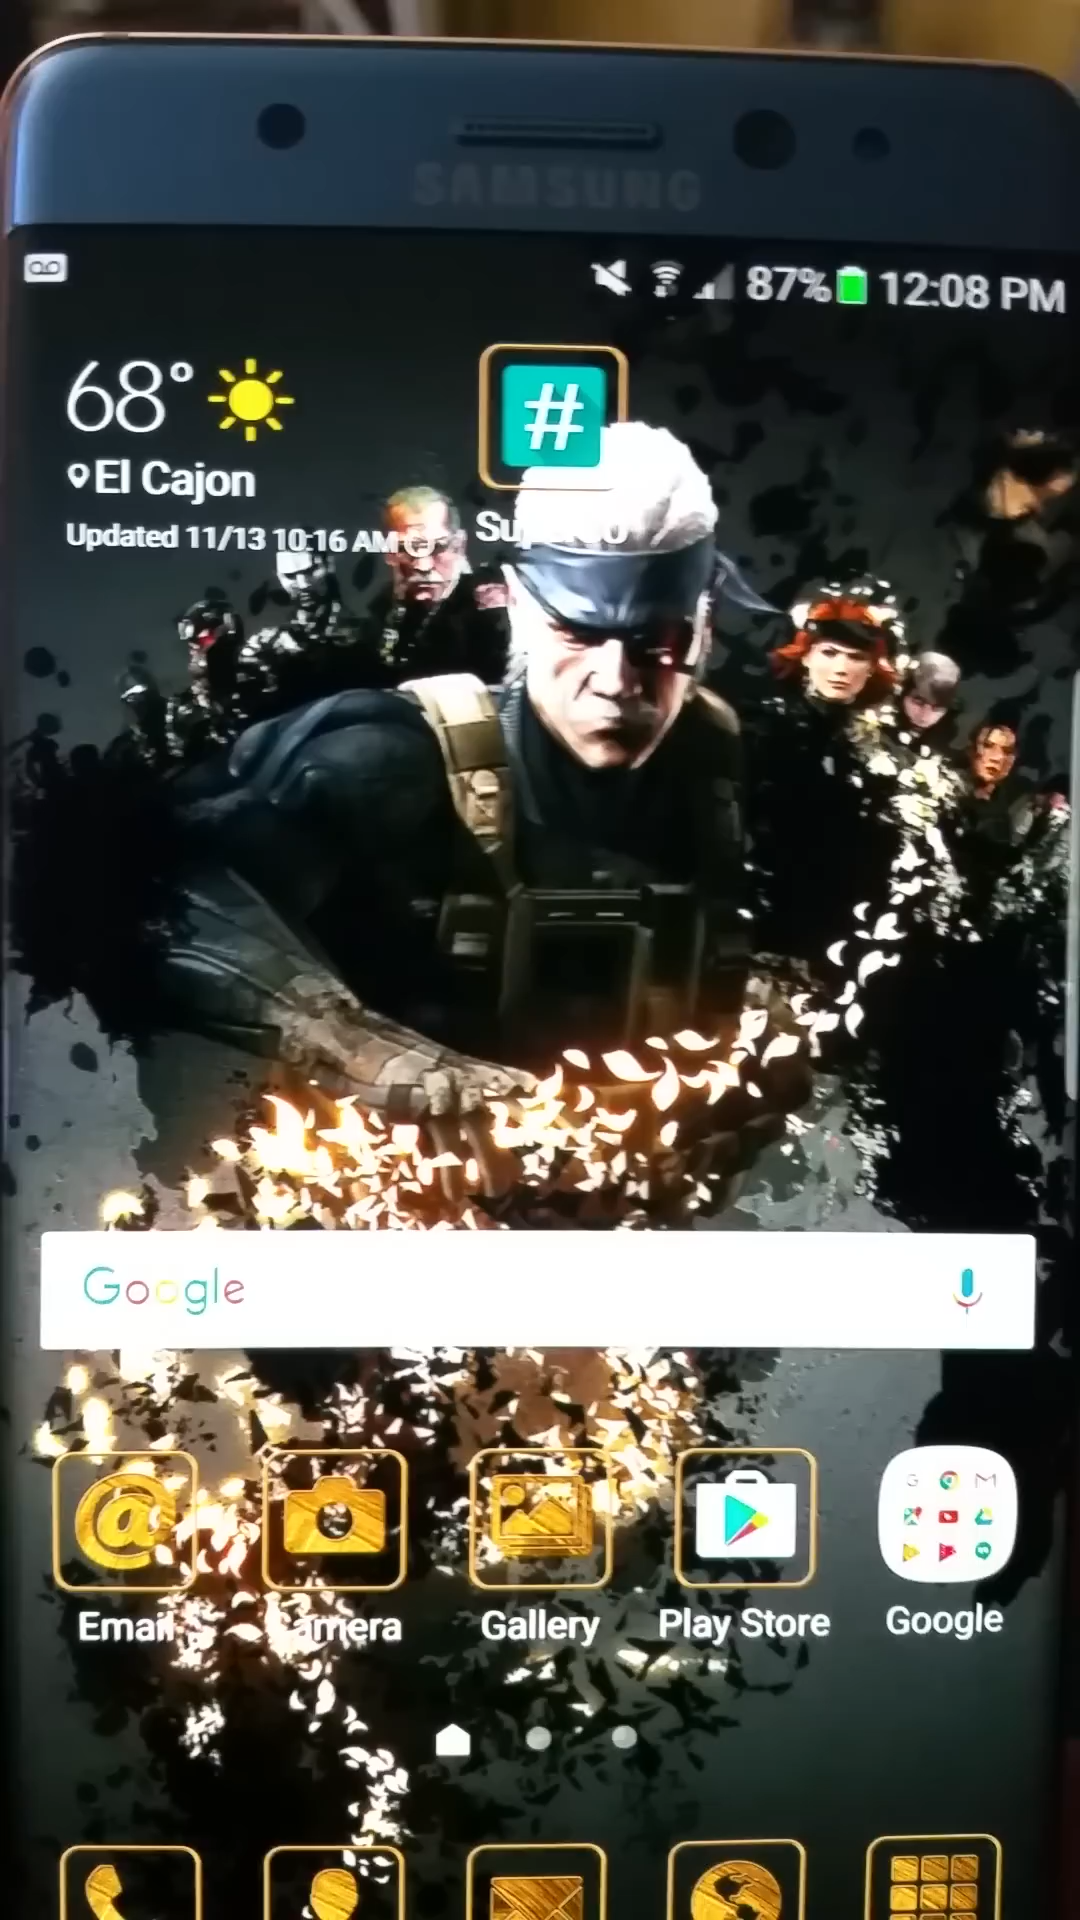 SAMSUNG
87% 12:08 PM
68°
El Cajon
Updated 11/13 10:16 AM
#
Google
Email
Camera
Gallery
Play Store
Google